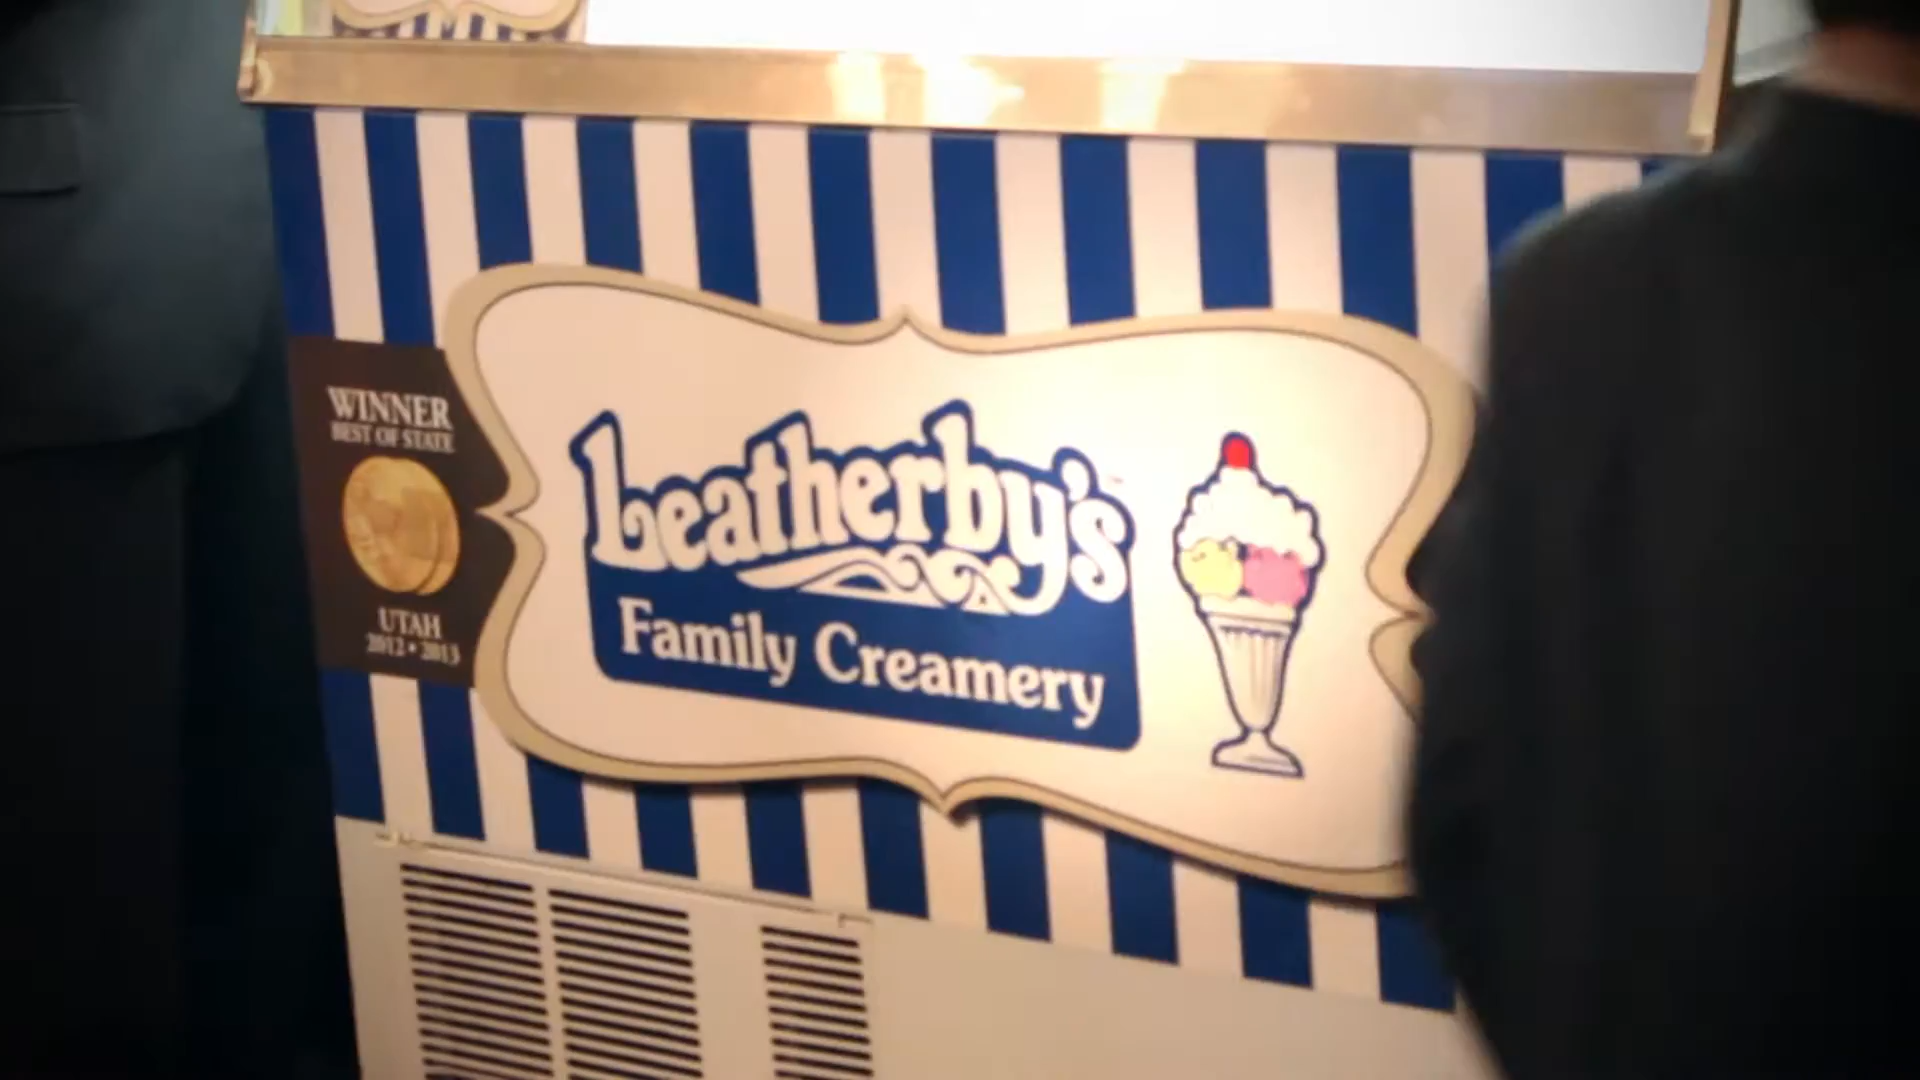 WINNER
BEST OF STATE
UTAH
2012 • 2013
Leatherby's
Family Creamery